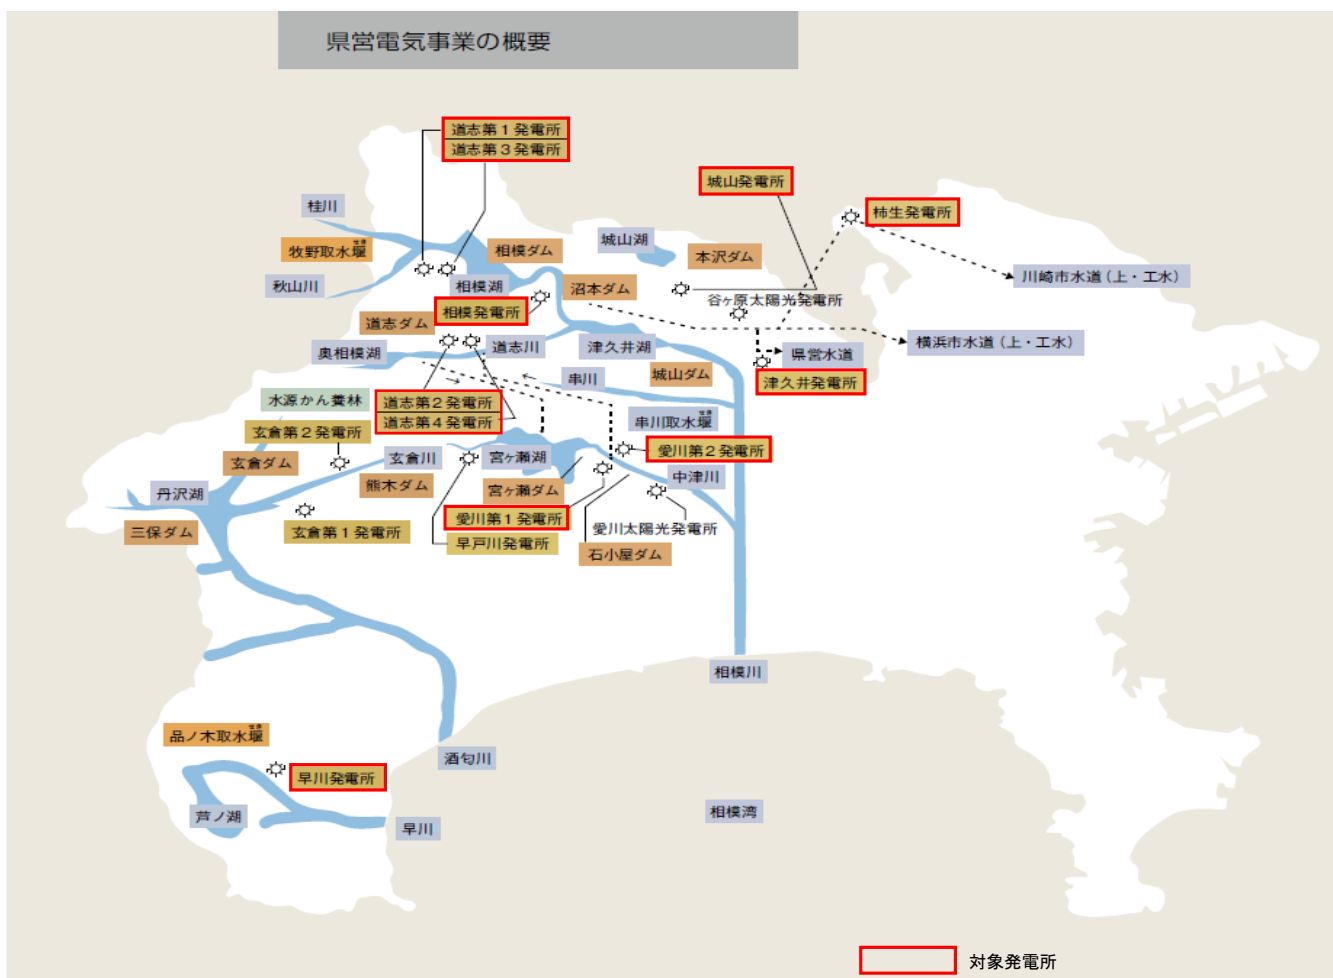 県営電気事業の概要
道志第1発電所
道志第3発電所
城山発電所
柿生発電所
桂川
城山湖
牧野取水堰
相模ダム
本沢ダム
川崎市水道（上・工水）
秋山川
相模湖
沼本ダム
谷ヶ原太陽光発電所
相模発電所
道志ダム
横浜市水道（上・工水）
奥相模湖
道志川
津久井湖
県営水道
城山ダム
串川
津久井発電所
水源かん養林
道志第2発電所
道志第4発電所
串川取水堰
玄倉第2発電所
愛川第2発電所
玄倉ダム
玄倉川
宮ヶ瀬湖
中津川
熊木ダム
宮ヶ瀬ダム
丹沢湖
愛川第1発電所
三保ダム
玄倉第1発電所
愛川太陽光発電所
早戸川発電所
石小屋ダム
相模川
品ノ木取水堰
酒匂川
早川発電所
芦ノ湖
相模湾
早川
対象発電所